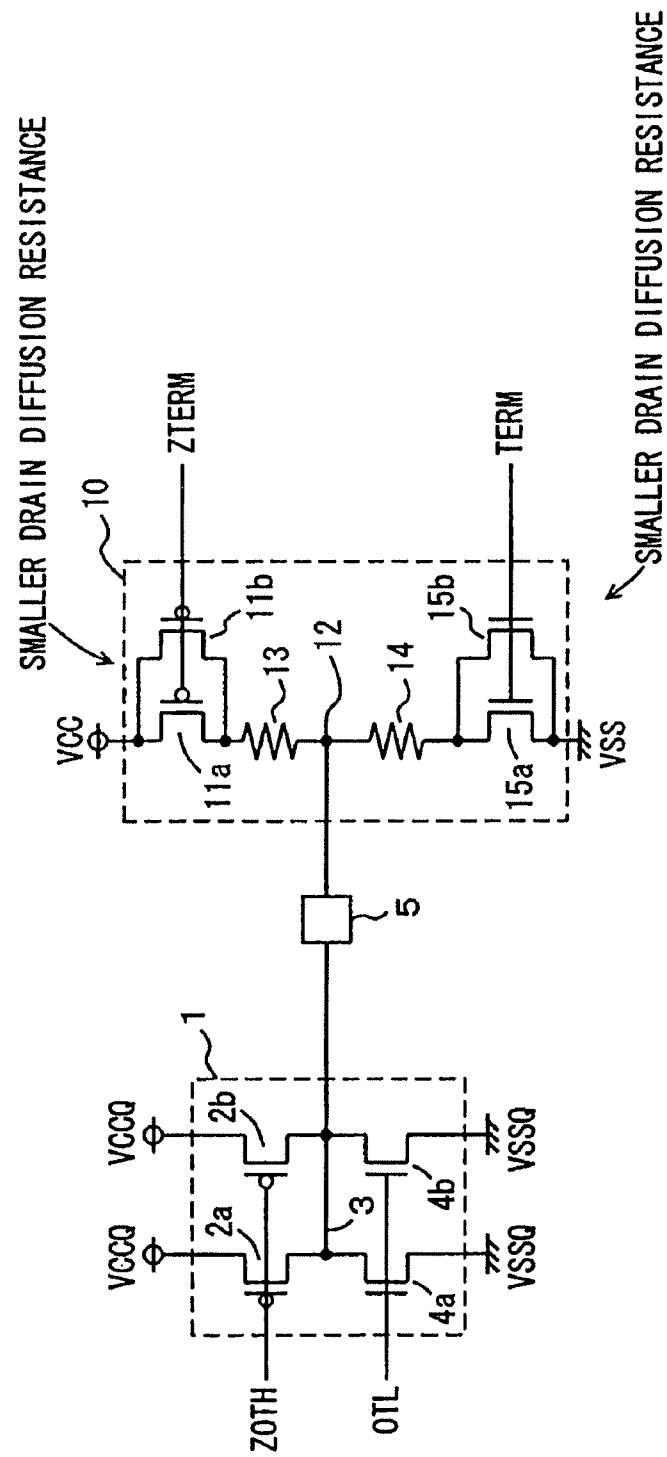 SMALLER DRAIN DIFFUSION RESISTANCE
10
VCC
ZTERM
11a
11b
13
12
14
15a
15b
TERM
VSS
SMALLER DRAIN DIFFUSION RESISTANCE
5
1
VCCQ
VCCQ
2a
2b
ZOTH
3
OTL
4a
4b
VSSQ
VSSQ